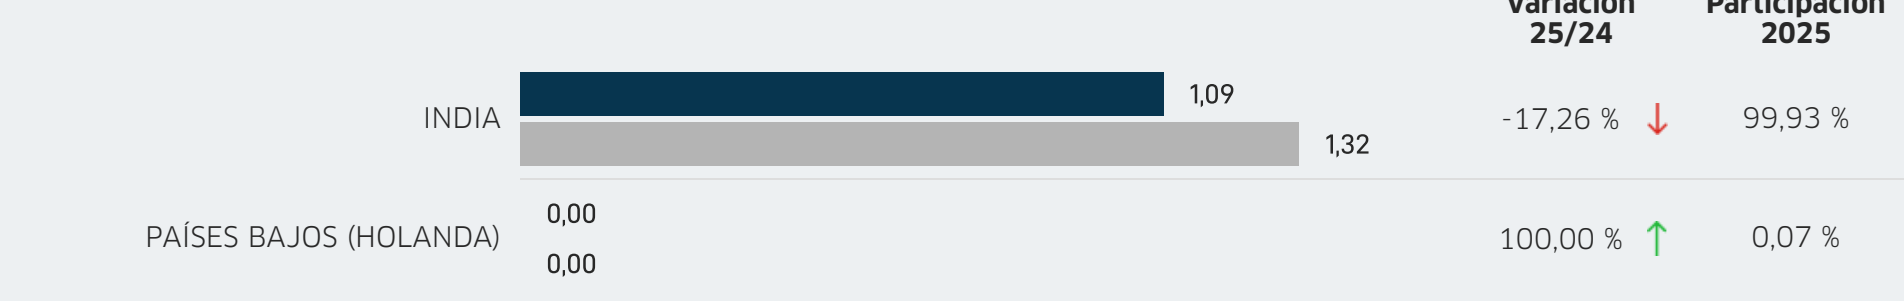 Variación Participación
25/24 2025
INDIA 1,09 -17,26 % 99,93 %
1,32
PAÍSES BAJOS (HOLANDA) 0,00 100,00 % 0,07 %
0,00